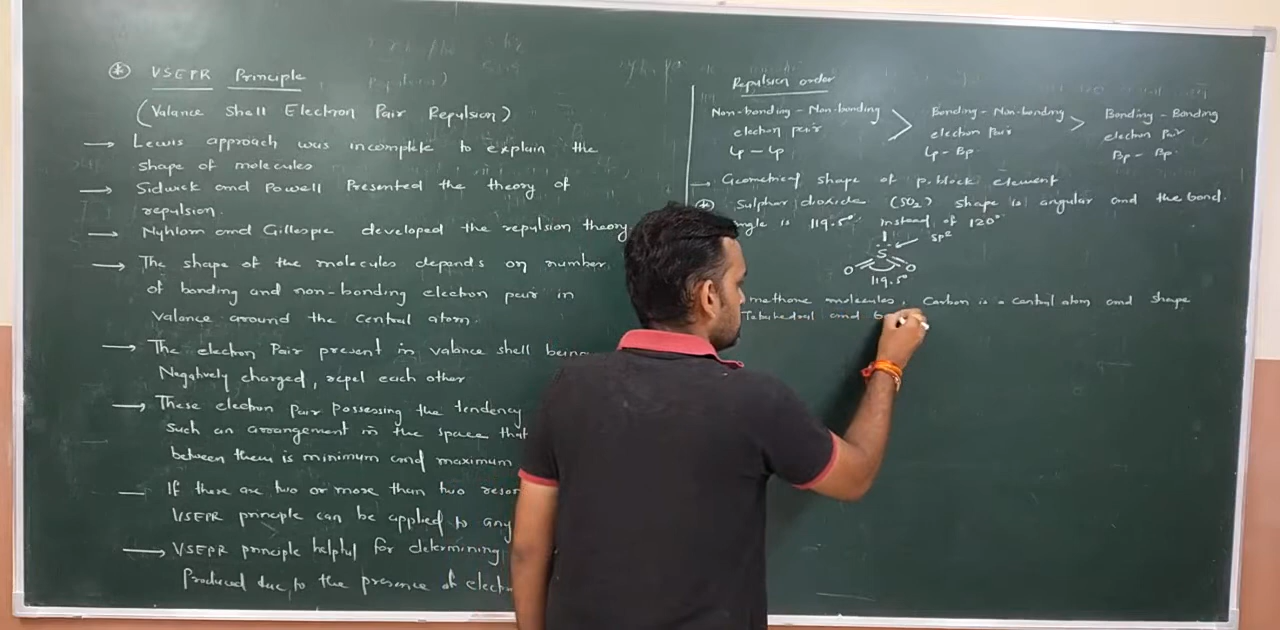 * VSEPR Principle
(Valance Shell Electron Pair Repulsion)
→ Lewis approach was incomplete to explain the
shape of molecules
→ Sidwick and Powell Presented the theory of
repulsion.
→ Nyhlom and Gillespie developed the repulsion theory
→ The shape of the molecules depends on number
of bonding and non-bonding electron pair in
Valance around the central atom.
→ The electron Pair present in valance shell being
Negatively charged, repel each other
→ These electron pair possessing the tendency
such an arrangement in the space that
between them is minimum and maximum
— If there are two or more than two
VSEPR principle can be applied to any
→ VSEPR principle helpful for determining
Produced due to the presence of
Repulsion order
Non-bonding - Non-bonding > Bonding - Non-bonding > Bonding - Bonding
electron pair electron pair electron pair
Lp - Lp Lp - Bp Bp - Bp.
→ Geometrical shape of p.block element
* Sulphar dioxide (SO2) shape is angular and the bond.
is 119.5° instead of 120°
S sp2
O O
119.5°
methane molecules, Carbon is a central atom and shape
and